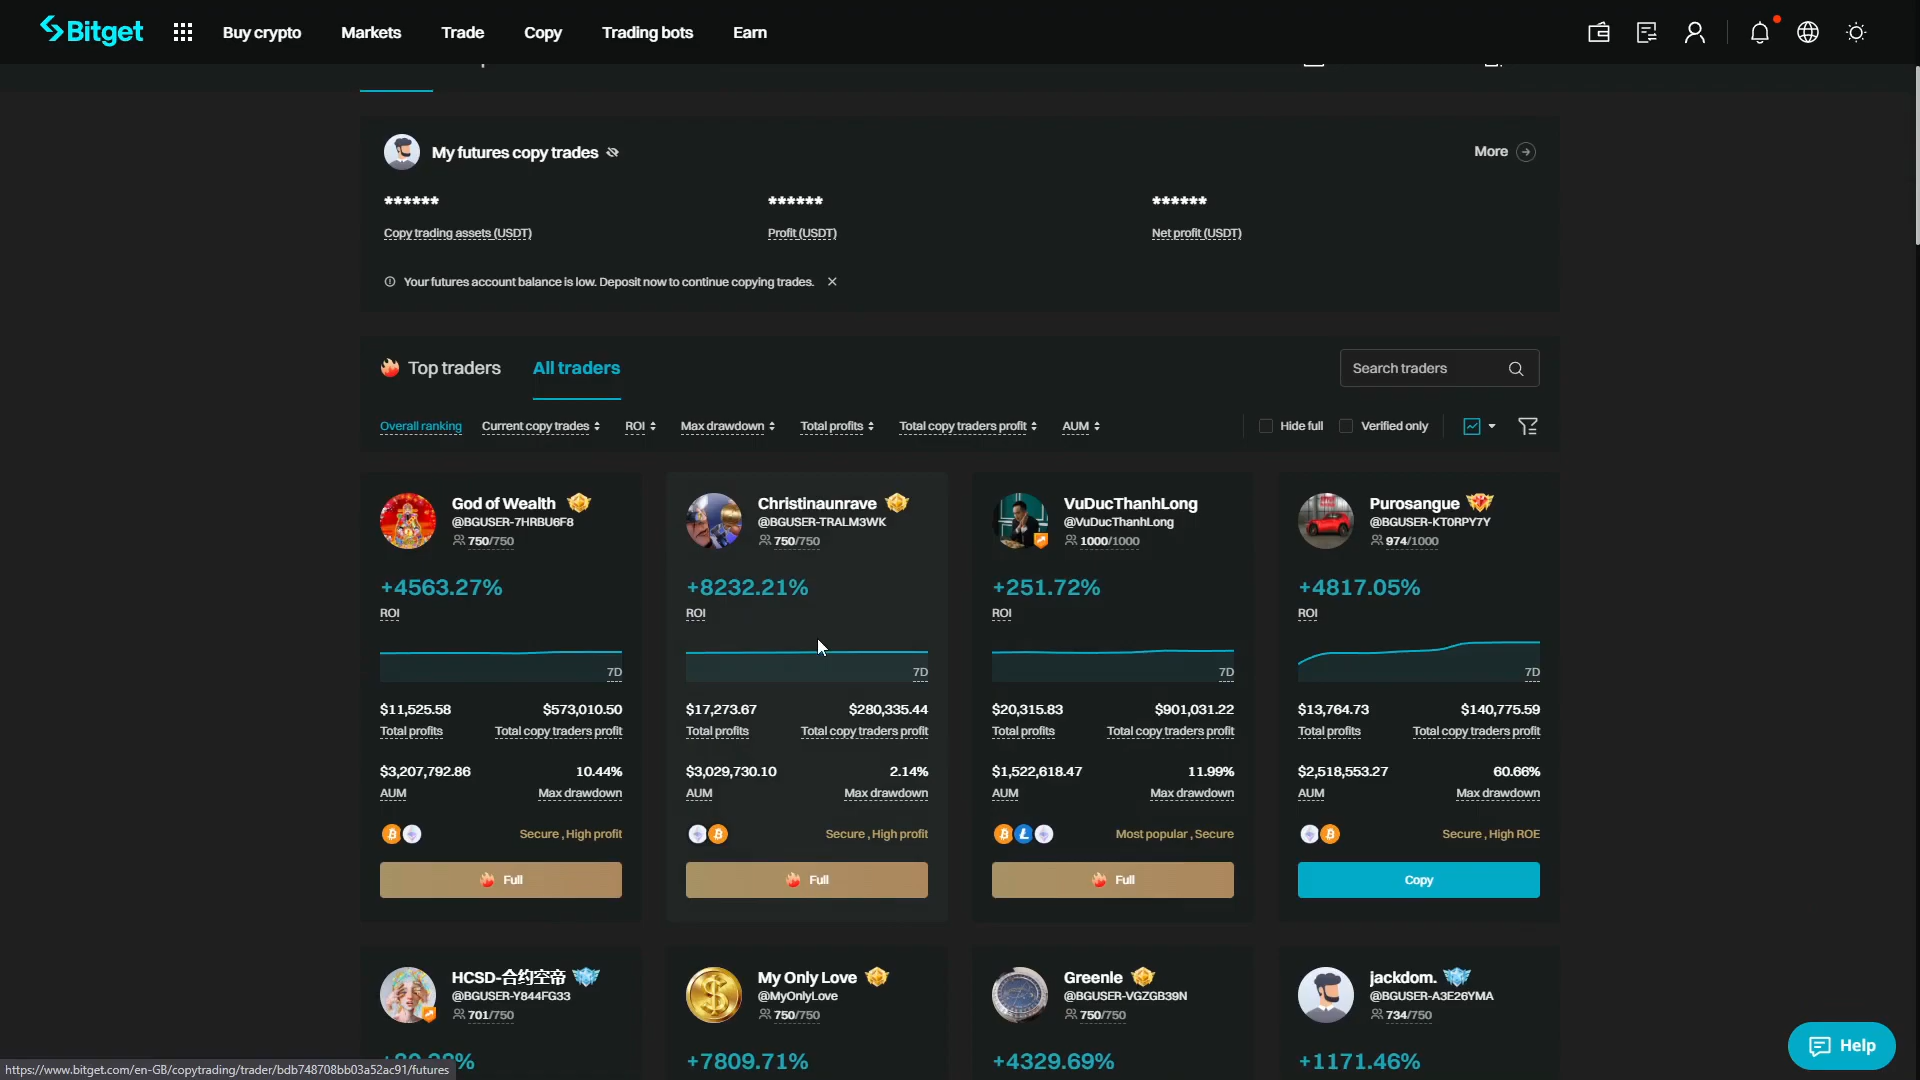 Bitget
Buy crypto
Markets
Trade
Copy
Trading bots
Earn
My futures copy trades
More
******
******
******
Copy trading assets (USDT)
Profit (USDT)
Net profit (USDT)
Your futures account balance is low. Deposit now to continue copying trades.
Top traders
All traders
Search traders
Overall ranking
Current copy trades
ROI
Max drawdown
Total profits
Total copy traders profit
AUM
Hide full
Verified only
God of Wealth
@BGUSER-7HRBU6F8
750/750
+4563.27%
ROI
7D
$11,525.58
$573,010.50
Total profits
Total copy traders profit
$3,207,792.86
10.44%
AUM
Max drawdown
Secure , High profit
Full
Christinaunrave
@BGUSER-TRALM3WK
750/750
+8232.21%
ROI
7D
$17,273.67
$280,335.44
Total profits
Total copy traders profit
$3,029,730.10
2.14%
AUM
Max drawdown
Secure , High profit
Full
VuDucThanhLong
@VuDucThanhLong
1000/1000
+251.72%
ROI
7D
$20,315.83
$901,031.22
Total profits
Total copy traders profit
$1,522,618.47
11.99%
AUM
Max drawdown
Most popular , Secure
Full
Purosangue
@BGUSER-KT0RPY7Y
974/1000
+4817.05%
ROI
7D
$13,764.73
$140,775.59
Total profits
Total copy traders profit
$2,518,553.27
60.66%
AUM
Max drawdown
Secure , High ROE
Copy
HCSD-合约空帝
@BGUSER-Y844FG33
701/750
My Only Love
@MyOnlyLove
750/750
+7809.71%
Greenle
@BGUSER-VGZGB39N
750/750
+4329.69%
jackdom.
@BGUSER-A3E26YMA
734/750
+1171.46%
Help
https://www.bitget.com/en-GB/copytrading/trader/bdb748708bb03a52ac91/futures